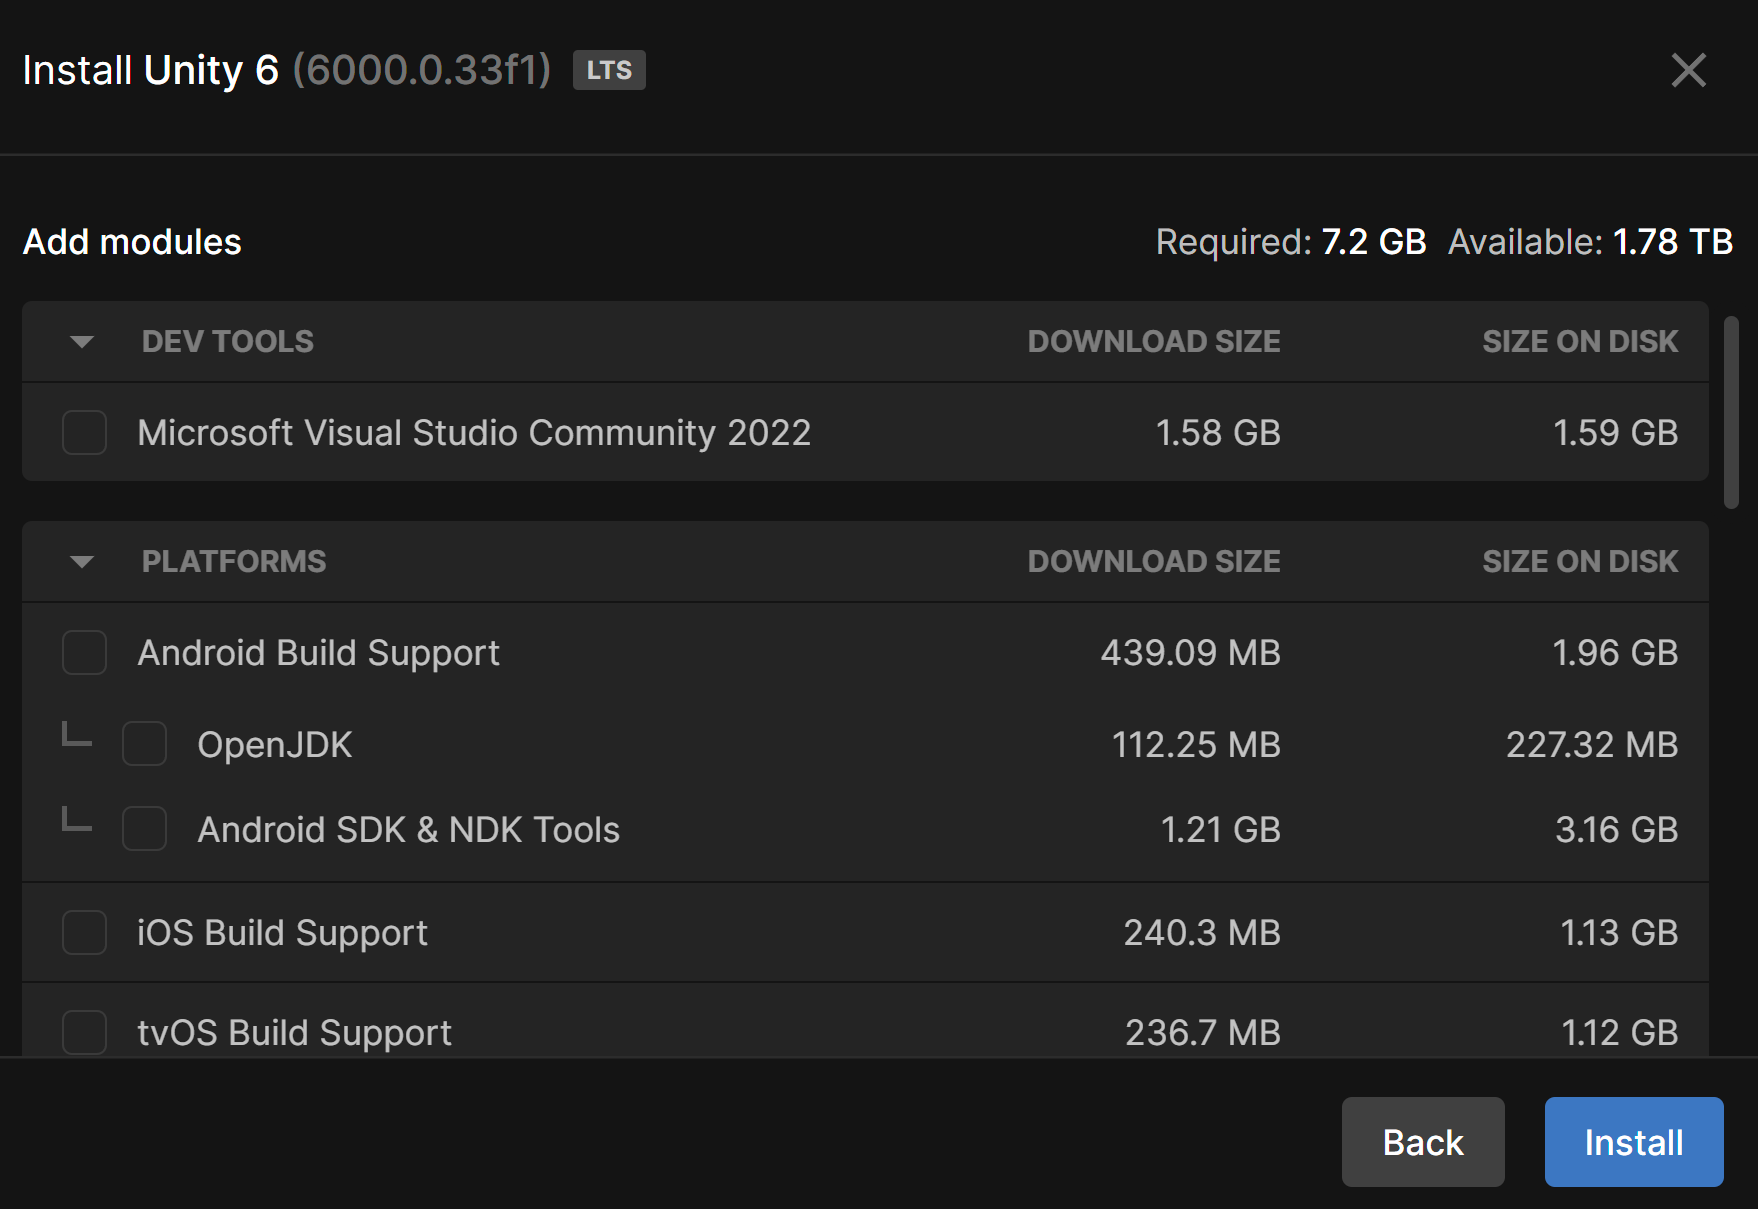 Install Unity 6 (6000.0.33f1) LTS
Add modules Required: 7.2 GB Available: 1.78 TB
DEV TOOLS DOWNLOAD SIZE SIZE ON DISK
Microsoft Visual Studio Community 2022 1.58 GB 1.59 GB
PLATFORMS DOWNLOAD SIZE SIZE ON DISK
Android Build Support 439.09 MB 1.96 GB
OpenJDK 112.25 MB 227.32 MB
Android SDK & NDK Tools 1.21 GB 3.16 GB
iOS Build Support 240.3 MB 1.13 GB
tvOS Build Support 236.7 MB 1.12 GB
Back Install